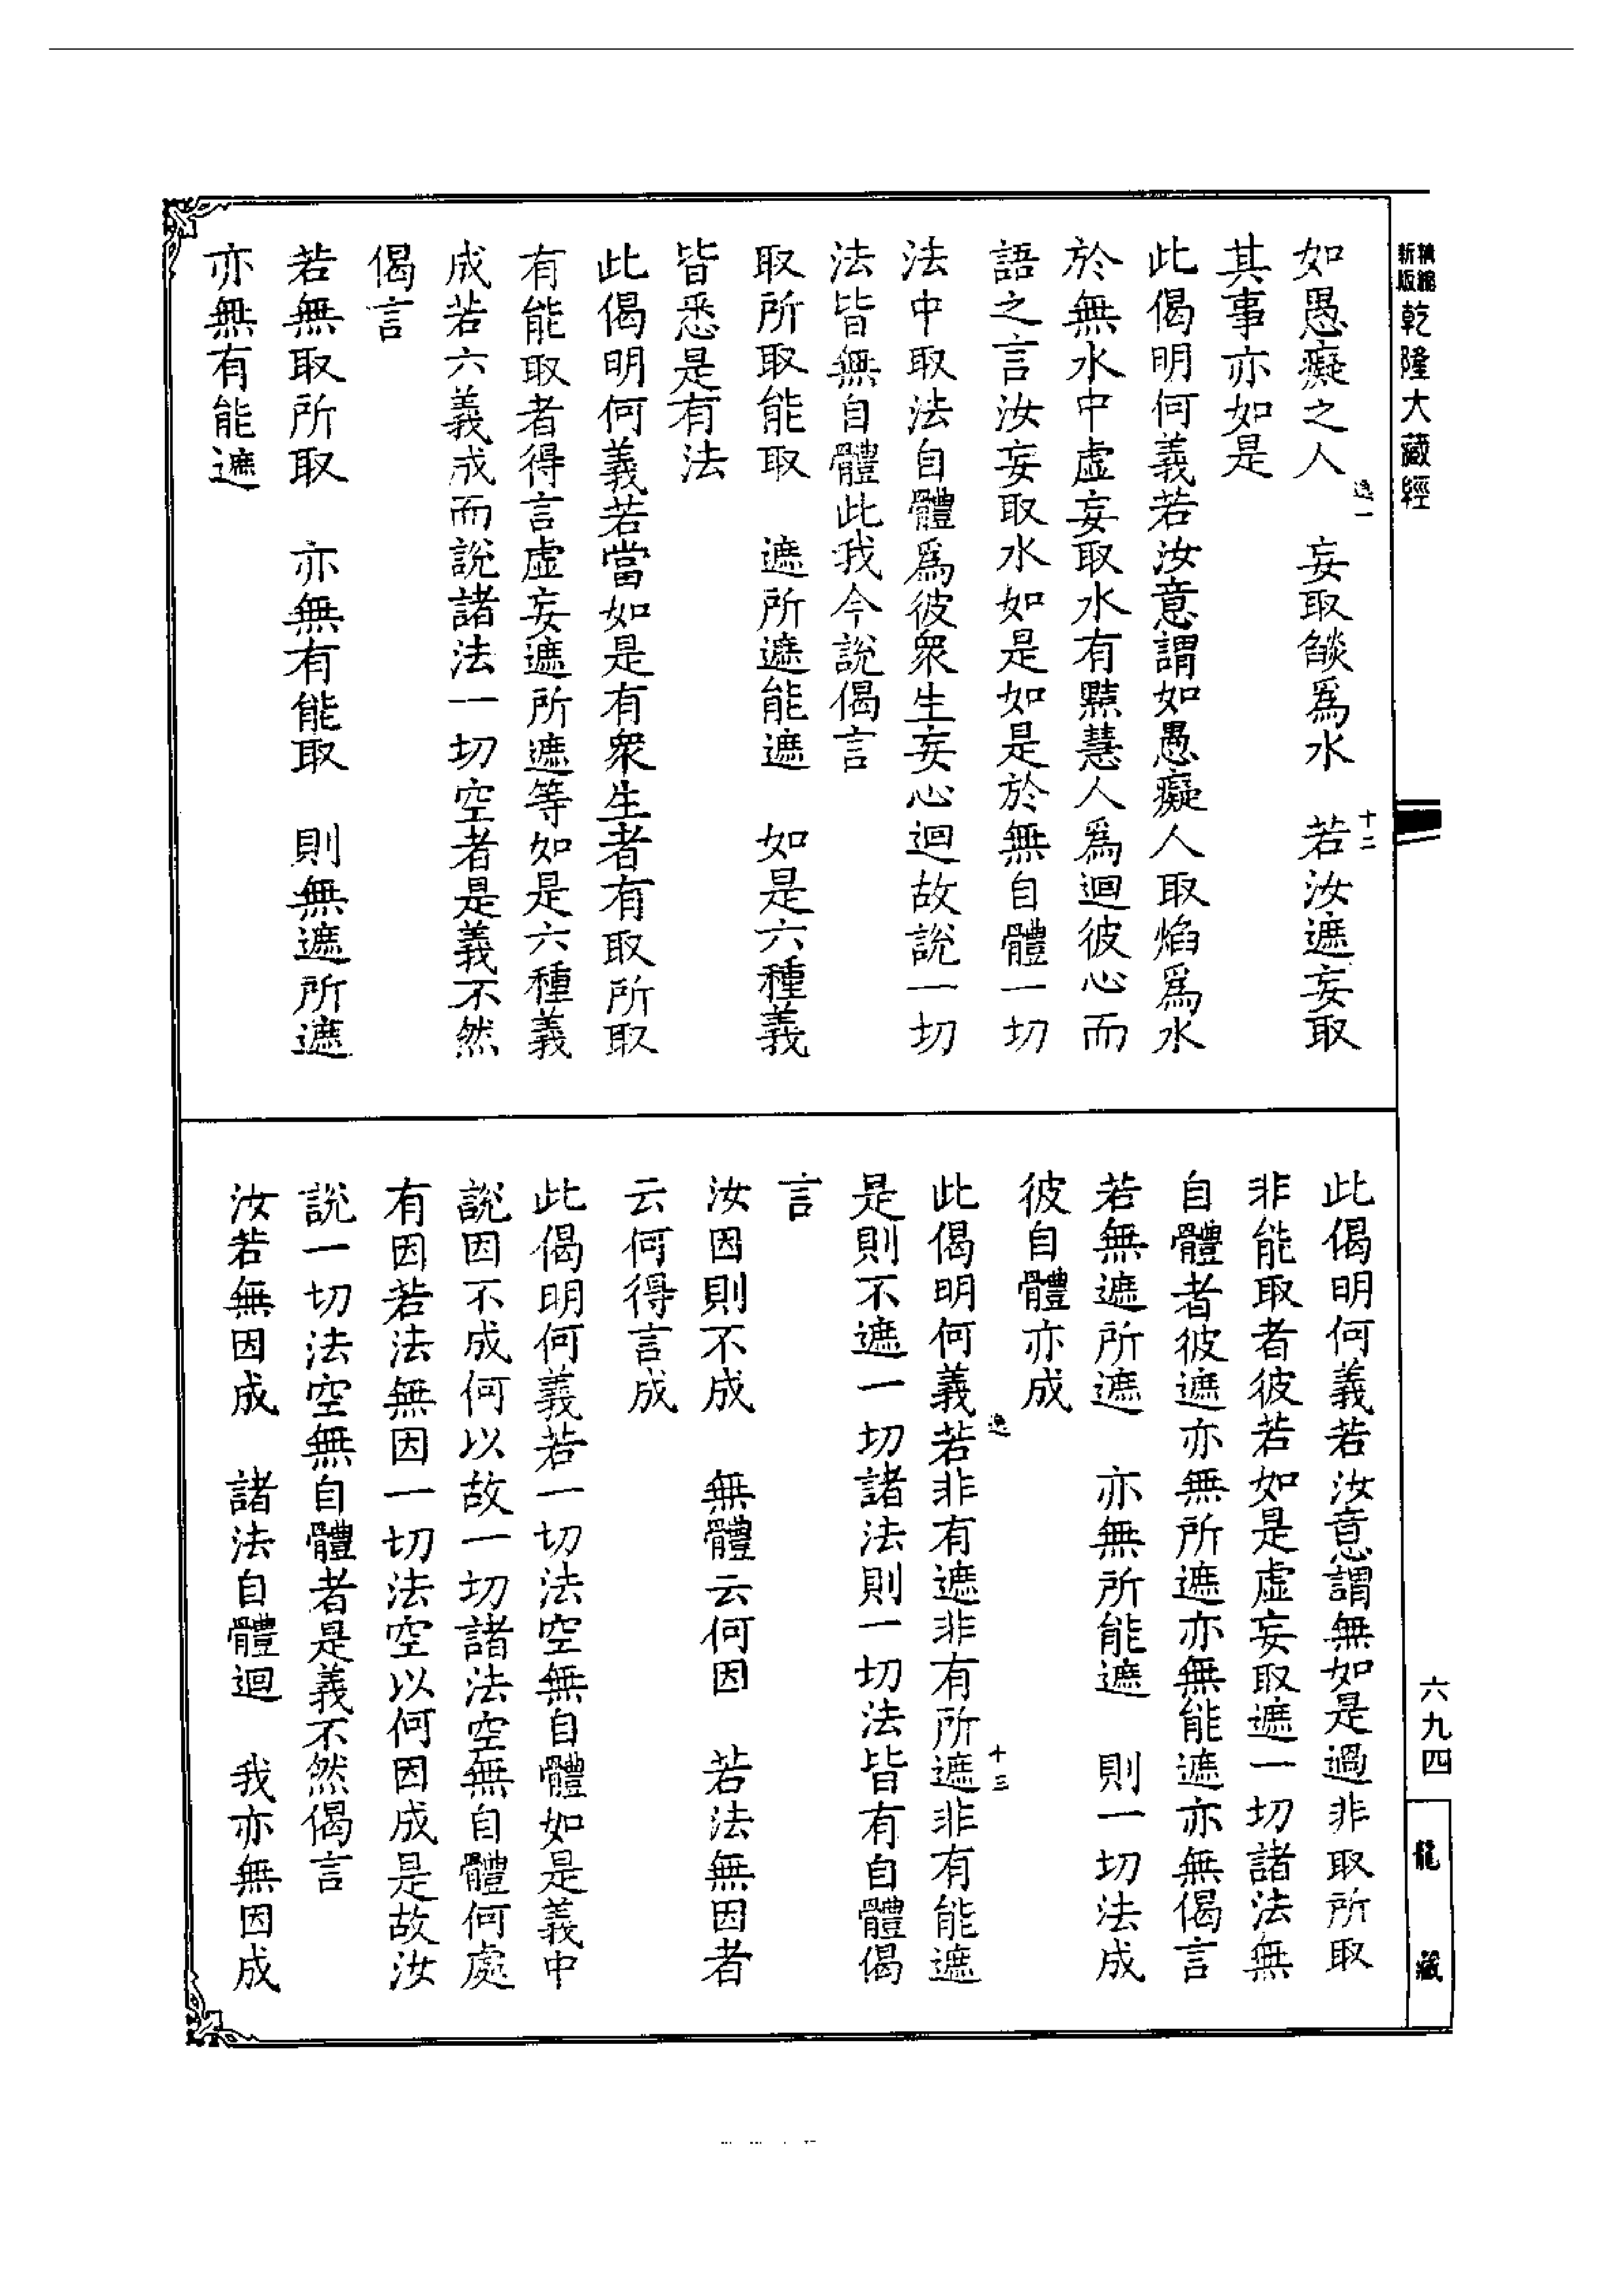 精縮
新版
乾隆大藏經
如愚癡之人　妄取燄爲水　若汝遮妄取
其事亦如是
此偈明何義若汝意謂如愚癡人取焰爲水
於無水中虛妄取水有黠慧人爲迴彼心而
語之言汝妄取水如是如是於無自體一切
法中取法自體爲彼衆生妄心迴故說一切
法皆無自體此我今說偈言
取所取能取　遮所遮能遮　如是六種義
皆悉是有法
此偈明何義若當如是有衆生者有取所取
有能取者得言虛妄遮所遮等如是六種義
成若六義成而說諸法一切空者是義不然
偈言
若無取所取　亦無有能取　則無遮所遮
亦無有能遮
逸一
十二
此偈明何義若汝意謂無如是過非取所取
非能取者彼若如是虛妄取遮一切諸法無
自體者彼遮亦無所遮亦無能遮亦無偈言
若無遮所遮　亦無所能遮　則一切法成
彼自體亦成
此偈明何義若非有遮非有所遮非有能遮
是則不遮一切諸法則一切法皆有自體偈
言
汝因則不成　無體云何因　若法無因者
云何得言成
此偈明何義若一切法空無自體如是義中
說因不成何以故一切諸法空無自體何處
有因若法無因一切法空以何因成是故汝
說一切法空無自體者是義不然偈言
汝若無因成　諸法自體迴　我亦無因成
逸
十三
六九四
龍藏